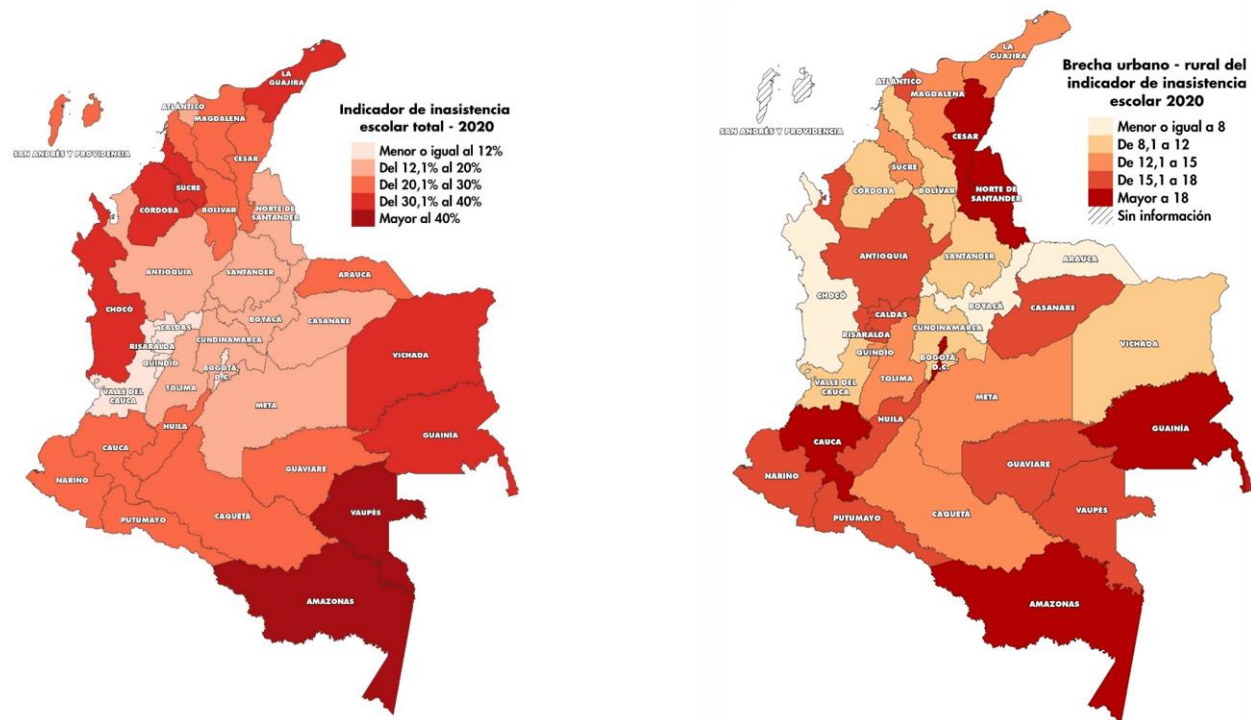 LA
GUAJIRA
ATLÁNTICO
MAGDALENA
SAN ANDRÉS Y PROVIDENCIA
CESAR
SUCRE
CÓRDOBA
BOLÍVAR
NORTE DE
SANTANDER
ANTIOQUIA
SANTANDER
ARAUCA
CHOCÓ
BOYACÁ
CALDAS
CASANARE
RISARALDA
CUNDINAMARCA
QUINDÍO
VICHADA
BOGOTÁ
D.C.
VALLE DEL
CAUCA
TOLIMA
META
HUILA
CAUCA
GUAINÍA
GUAVIARE
NARIÑO
VAUPÉS
PUTUMAYO
CAQUETÀ
AMAZONAS
Indicador de inasistencia
escolar total - 2020
Menor o igual al 12%
Del 12,1% al 20%
Del 20,1% al 30%
Del 30,1% al 40%
Mayor al 40%
LA
GUAJIRA
ATLÁNTICO
MAGDALENA
SAN ANDRÉS Y PROVIDENCIA
CESAR
SUCRE
CÓRDOBA
BOLÍVAR
NORTE DE
SANTANDER
ANTIOQUIA
SANTANDER
ARAUCA
CHOCÓ
BOYACÁ
CASANARE
CALDAS
RISARALDA
CUNDINAMARCA
QUINDÍO
VICHADA
BOGOTÁ
D.C.
VALLE DEL
CAUCA
TOLIMA
META
HUILA
CAUCA
GUAINÍA
GUAVIARE
NARIÑO
VAUPÉS
PUTUMAYO
CAQUETÀ
AMAZONAS
Brecha urbano - rural del
indicador de inasistencia
escolar 2020
Menor o igual a 8
De 8,1 a 12
De 12,1 a 15
De 15,1 a 18
Mayor a 18
Sin información